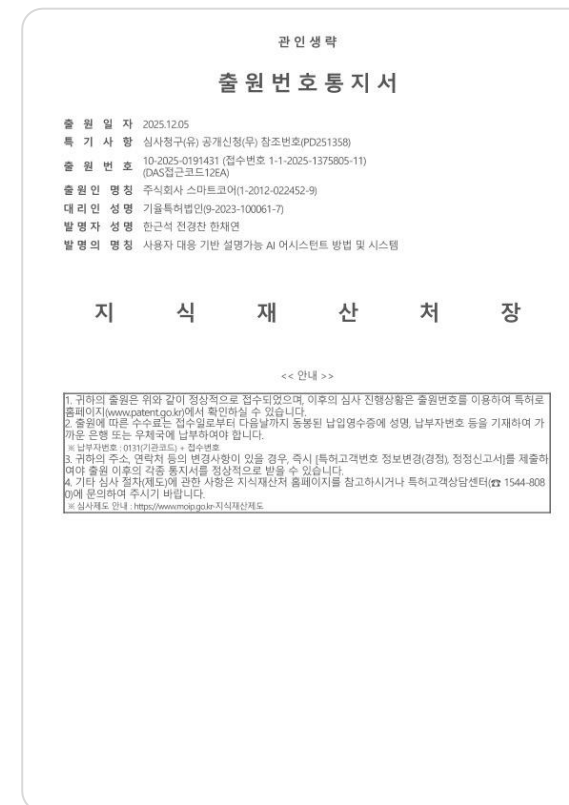 관 인 생 략
출 원 번 호 통 지 서
출 원 일 자 2025.12.05
특 기 사 항 심사청구(유) 공개신청(무) 참조번호(PD251358)
출 원 번 호 10-2025-0191431 (접수번호 1-1-2025-1375805-11)
(DAS접근코드12EA)
출 원 인 명 칭 주식회사 스마트코어(1-2012-022452-9)
대 리 인 성 명 기율특허법인(9-2023-100061-7)
발 명 자 성 명 한근석 전경찬 한채연
발 명 의 명 칭 사용자 대응 기반 설명가능 AI 어시스턴트 방법 및 시스템
지 식 재 산 처 장
<< 안내 >>
1. 귀하의 출원은 위와 같이 정상적으로 접수되었으며, 이후의 심사 진행상황은 출원번호를 이용하여 특허로
홈페이지(www.patent.go.kr)에서 확인하실 수 있습니다.
2. 출원에 따른 수수료는 접수일로부터 다음날까지 동봉된 납입영수증에 성명, 납부자번호 등을 기재하여 가
까운 은행 또는 우체국에 납부하여야 합니다.
※ 납부자번호 : 0131(기관코드) + 접수번호
3. 귀하의 주소, 연락처 등의 변경사항이 있을 경우, 즉시 [특허고객번호 정보변경(경정), 정정신고서]를 제출하
여야 출원 이후의 각종 통지서를 정상적으로 받을 수 있습니다.
4. 기타 심사 절차(제도)에 관한 사항은 지식재산처 홈페이지를 참고하시거나 특허고객상담센터(☎ 1544-808
0)에 문의하여 주시기 바랍니다.
※ 심사제도 안내 : https://www.moip.go.kr-지식재산제도